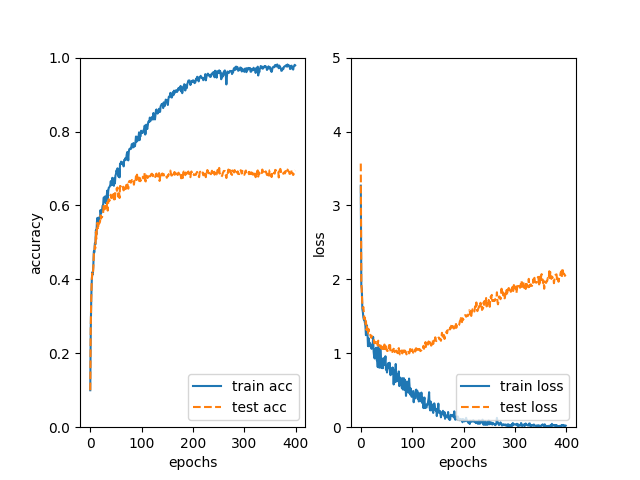 1.0
0.8
0.6
0.4
0.2
0.0
accuracy
0 100 200 300 400
epochs
train acc
test acc
5
4
3
2
1
0
loss
0 100 200 300 400
epochs
train loss
test loss